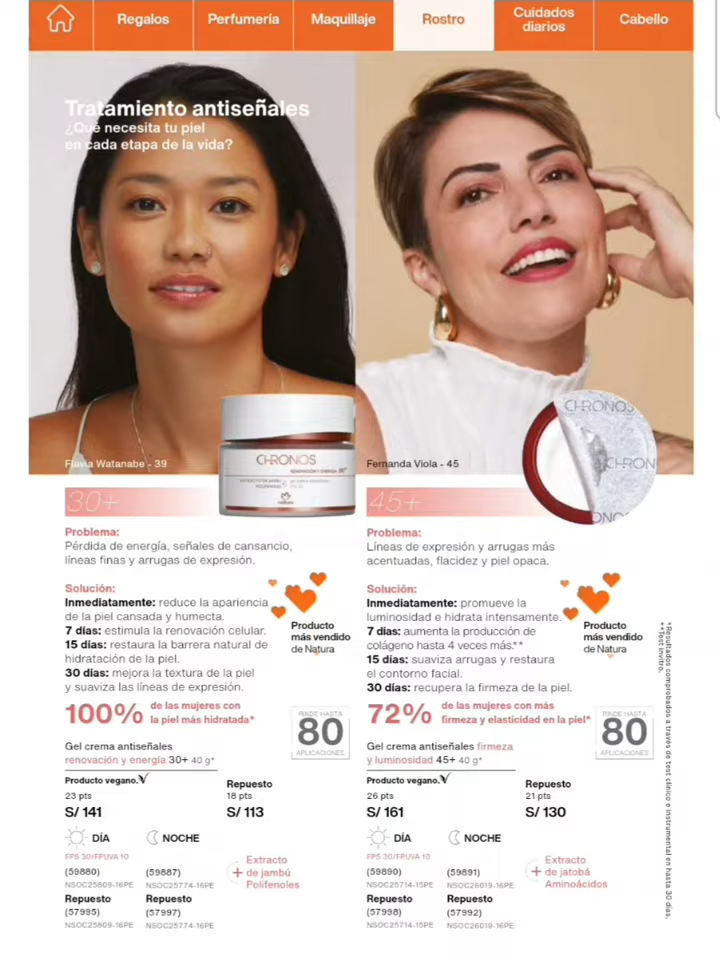 Regalos
Perfumería
Maquillaje
Rostro
Cuidados
diarios
Cabello
Tratamiento antiseñales
¿Qué necesita tu piel
en cada etapa de la vida?
Flavia Watanabe - 39
CHRONOS
natura
Fernanda Viola - 45
CHRONOS
30+
Problema:
Pérdida de energía, señales de cansancio,
líneas finas y arrugas de expresión.
Solución:
Inmediatamente: reduce la apariencia
de la piel cansada y humecta.
7 días: estimula la renovación celular.
15 días: restaura la barrera natural de
hidratación de la piel.
30 días: mejora la textura de la piel
y suaviza las líneas de expresión.
Producto
más vendido
de Natura
100% de las mujeres con
la piel más hidratada*
RINDE HASTA
80
APLICACIONES
Gel crema antiseñales
renovación y energía 30+ 40 g*
Producto vegano.
23 pts
S/ 141
Repuesto
18 pts
S/ 113
DÍA
NOCHE
FPS 30/FPUVA 10
(59880)
(59887)
NSOC25809-16PE
NSOC25774-16PE
Repuesto
Repuesto
(57995)
(57997)
NSOC25809-16PE
NSOC25774-16PE
+ Extracto
de jambú
Polifenoles
45+
Problema:
Líneas de expresión y arrugas más
acentuadas, flacidez y piel opaca.
Solución:
Inmediatamente: promueve la
luminosidad e hidrata intensamente.
7 días: aumenta la producción de
colágeno hasta 4 veces más.**
15 días: suaviza arrugas y restaura
el contorno facial.
30 días: recupera la firmeza de la piel.
Producto
más vendido
de Natura
72% de las mujeres con más
firmeza y elasticidad en la piel*
RINDE HASTA
80
APLICACIONES
Gel crema antiseñales firmeza
y luminosidad 45+ 40 g*
Producto vegano.
26 pts
S/ 161
Repuesto
21 pts
S/ 130
DÍA
NOCHE
FPS 30/FPUVA 10
(59890)
(59891)
NSOC25714-15PE
NSOC26019-16PE
Repuesto
Repuesto
(57998)
(57992)
NSOC25714-15PE
NSOC26019-16PE
+ Extracto
de jatobá
Aminoácidos
*Resultados comprobados a través de test clínico e instrumental en hasta 30 días.
**Test invitro.